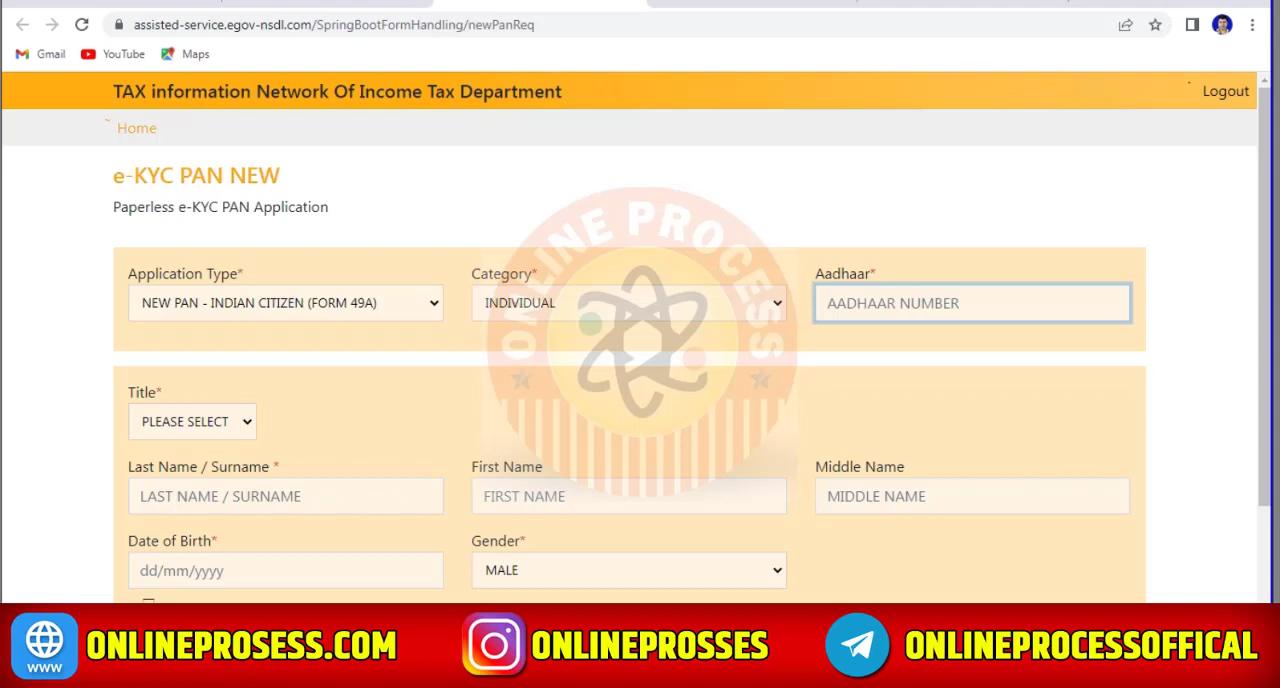 assisted-service.egov-nsdl.com/SpringBootFormHandling/newPanReq
Gmail YouTube Maps
TAX information Network Of Income Tax Department Logout
Home
e-KYC PAN NEW
Paperless e-KYC PAN Application
ONLINE PROCESS
Application Type* Category* Aadhaar*
NEW PAN - INDIAN CITIZEN (FORM 49A) INDIVIDUAL AADHAAR NUMBER
Title*
PLEASE SELECT
Last Name / Surname * First Name Middle Name
LAST NAME / SURNAME FIRST NAME MIDDLE NAME
Date of Birth* Gender*
dd/mm/yyyy MALE
WWW ONLINEPROSESS.COM ONLINEPROSSES ONLINEPROCESSOFFICAL